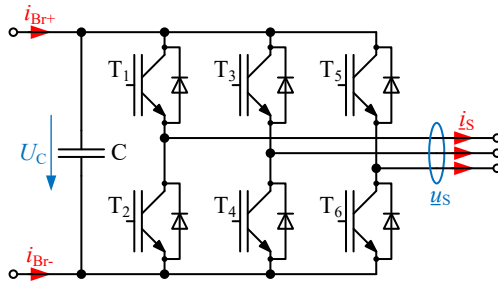 i_Br+
T_1
T_3
T_5
i_S
U_C
C
u_S
T_2
T_4
T_6
i_Br-